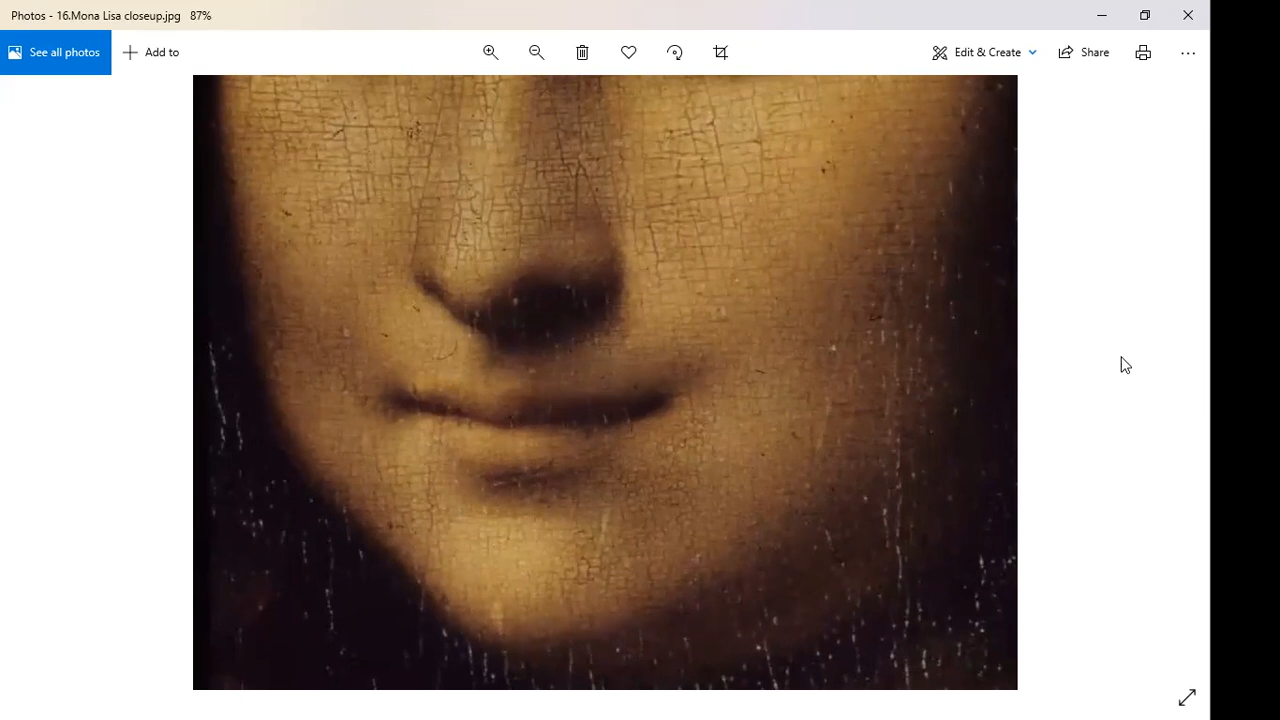 Photos - 16.Mona Lisa closeup.jpg 87%
See all photos
Add to
Edit & Create
Share